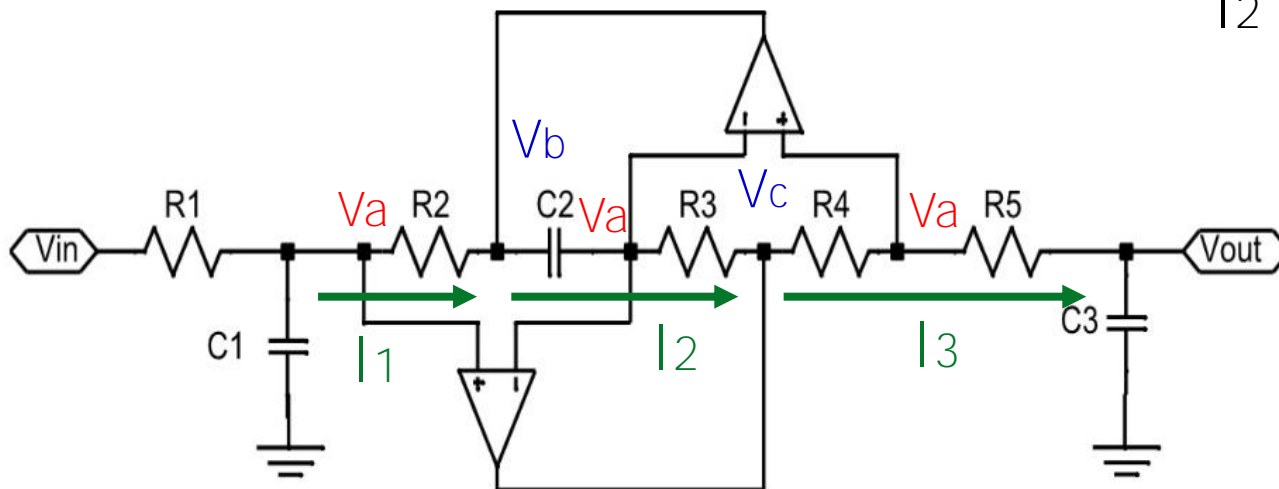 I2
Vb
Vc
R1
Va
R2
C2
Va
R3
R4
Va
R5
Vin
Vout
- +
C1
I1
I2
I3
C3
+ -